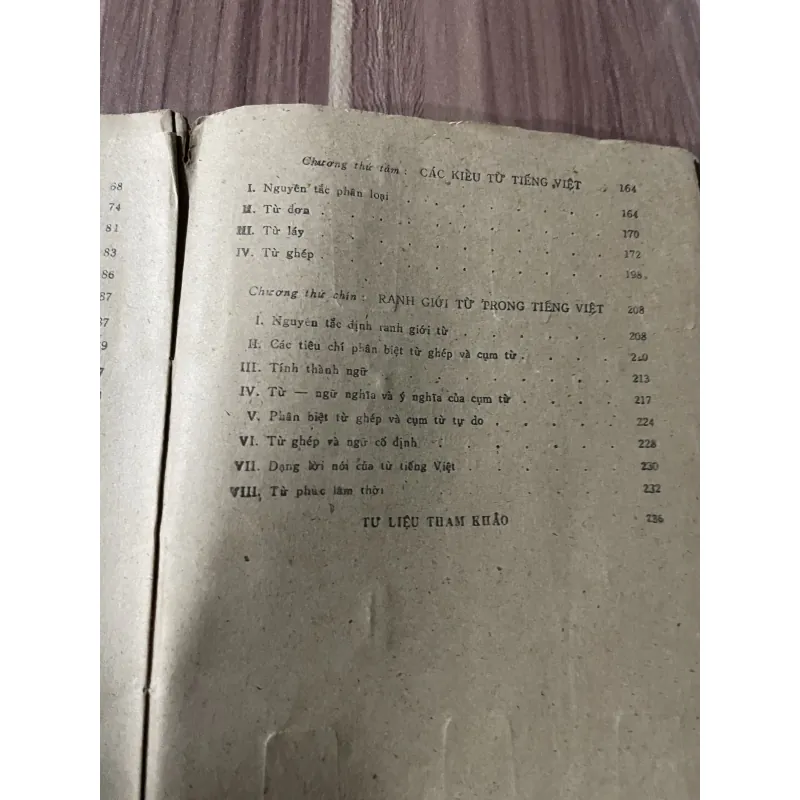 68
74
81
83
86
87
37
9
7
Chương thứ tám : CÁC KIỂU TỪ TIẾNG VIỆT . 164
I. Nguyên tắc phân loại . . . . . . . 164
II. Từ đơn . . . . . . . . . 170
III. Từ láy . . . . . . . . . 172
IV. Từ ghép . . . . . . . . . 198
Chương thứ chín : RANH GIỚI TỪ TRONG TIẾNG VIỆT 208
I. Nguyên tắc định ranh giới từ . . . . . . 208
II. Các tiêu chí phân biệt từ ghép và cụm từ . . . . 210
III. Tính thành ngữ . . . . . . . . 213
IV. Từ — ngữ nghĩa và ý nghĩa của cụm từ . . . . 217
V. Phân biệt từ ghép và cụm từ tự do . . . . . 224
VI. Từ ghép và ngữ cố định . . . . . . . 228
VII. Dạng lời nói của từ tiếng Việt . . . . . . 230
VIII. Từ phức lâm thời . . . . . . . . 232
TƯ LIỆU THAM KHẢO 236